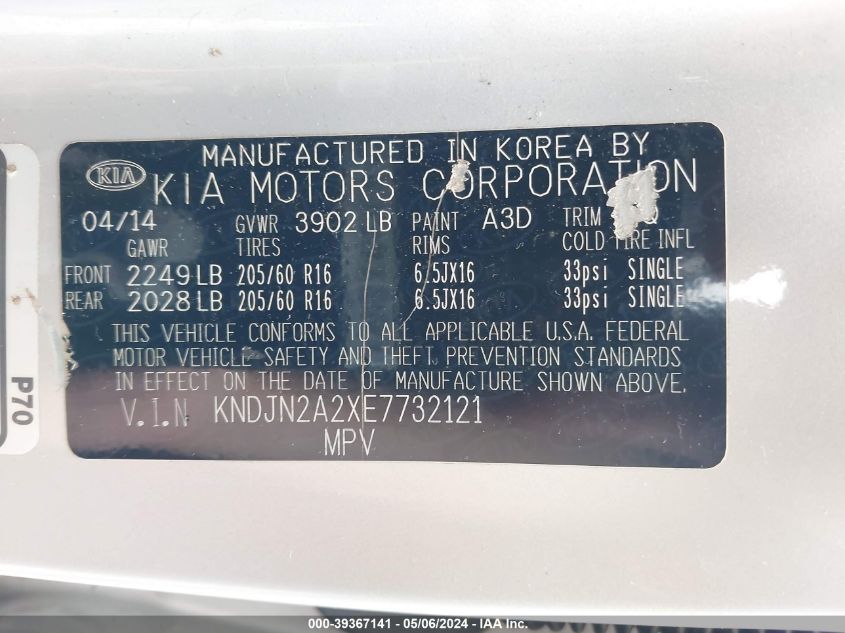 MANUFACTURED IN KOREA BY
KIA KIA MOTORS CORPORATION
04/14 GVWR 3902 LB PAINT A3D TRIM
GAWR TIRES RIMS COLD TIRE INFL
FRONT 2249 LB 205/60 R16 6.5JX16 33psi SINGLE
REAR 2028 LB 205/60 R16 6.5JX16 33psi SINGLE
THIS VEHICLE CONFORMS TO ALL APPLICABLE U.S.A. FEDERAL
MOTOR VEHICLE SAFETY AND THEFT PREVENTION STANDARDS
IN EFFECT ON THE DATE OF MANUFACTURE SHOWN ABOVE.
V.I.N KNDJN2A2XE7732121
MPV
P70
000-39367141 - 05/06/2024 - IAA Inc.